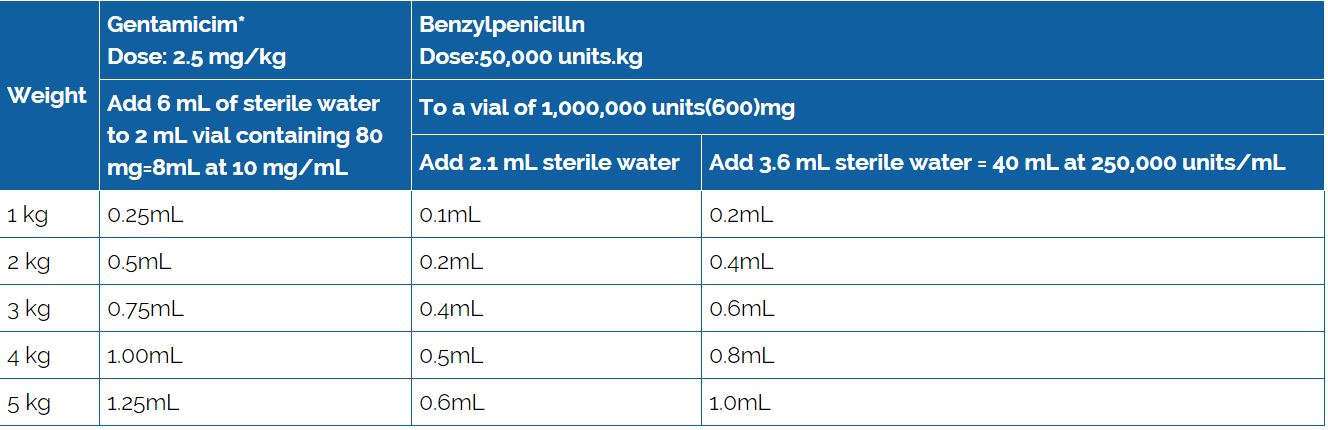 Weight
Gentamicim*
Dose: 2.5 mg/kg
Benzylpenicilln
Dose:50,000 units.kg
Add 6 mL of sterile water
to 2 mL vial containing 80
mg=8mL at 10 mg/mL
To a vial of 1,000,000 units(600)mg
Add 2.1 mL sterile water
Add 3.6 mL sterile water = 40 mL at 250,000 units/mL
1 kg 0.25mL 0.1mL 0.2mL
2 kg 0.5mL 0.2mL 0.4mL
3 kg 0.75mL 0.4mL 0.6mL
4 kg 1.00mL 0.5mL 0.8mL
5 kg 1.25mL 0.6mL 1.0mL